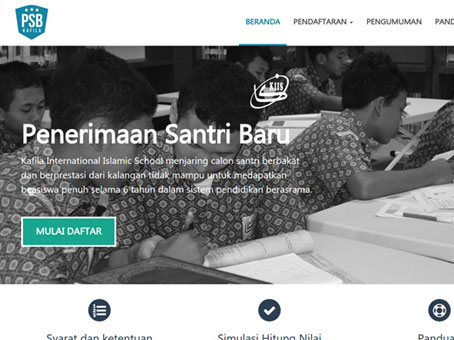 PSB
KAFILA
BERANDA
PENDAFTARAN
PENGUMUMAN
PAND
KIIS
Penerimaan Santri Baru
Kafila International Islamic School menjaring calon santri berbakat
dan berprestasi dari kalangan tidak mampu untuk medapatkan
beasiswa penuh selama 6 tahun dalam sistem pendidikan berasrama.
MULAI DAFTAR
Syarat dan ketentuan
Simulasi Hitung Nilai
Pandua